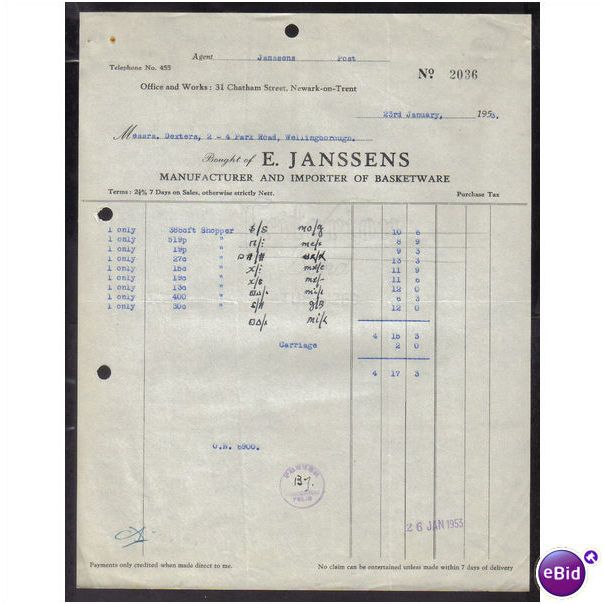 Agent Janssens Post
Telephone No. 455
Nº 2036
Office and Works: 31 Chatham Street, Newark-on-Trent
23rd January, 1953.
Messrs. Dexters, 2 - 4 Park Road, Wellingborough.
Bought of E. JANSSENS
MANUFACTURER AND IMPORTER OF BASKETWARE
Terms: 2½% 7 Days on Sales, otherwise strictly Nett. Purchase Tax
1 only Shopper 10 6
1 only 519p " 8 9
1 only 19p " 9 3
1 only 27c " 13 3
1 only " 11 9
1 only " 11 6
1 only 13c " 12 0
1 only 400 " 6 3
1 only 30c " 12 0
4 15 3
Carriage 2 0
4 17 3
O.N. 6900.
26 JAN 1953
Payments only credited when made direct to me. No claim can be entertained unless made within 7 days of delivery
eBid